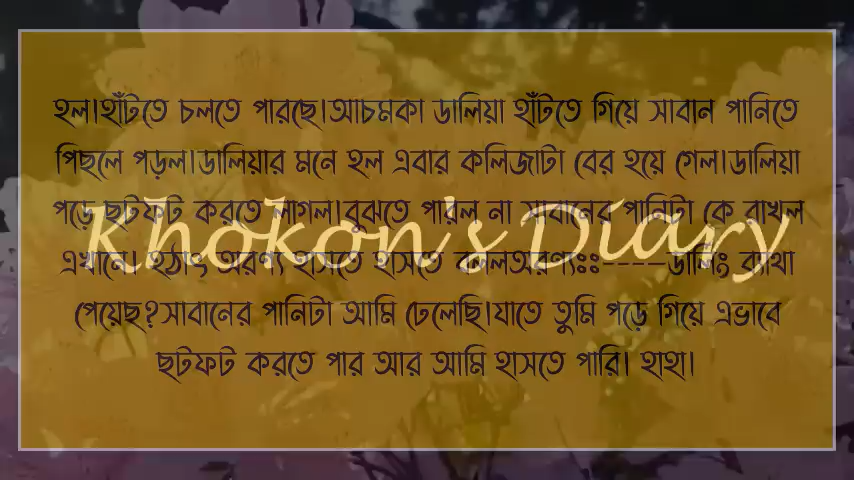 হল।হাঁটতে চলতে পারছে।আচমকা ডালিয়া হাঁটতে গিয়ে সাবান পানিতে
পিছলে পড়ল।ডালিয়ার মনে হল এবার কলিজাটা বের হয়ে গেল।ডালিয়া
পড়ে ছটফট করতে লাগল।বুঝতে পারল না সাবানের পানিটা কে রাখল
এখানে। হঠাৎ অরণ্য হাসতে হাসতে বললঅরণ্যঃঃ----ডার্লিং ব্যাথা
পেয়েছ?সাবানের পানিটা আমি ঢেলেছি।যাতে তুমি পড়ে গিয়ে এভাবে
ছটফট করতে পার আর আমি হাসতে পারি। হাহা।
Khokon's Diary